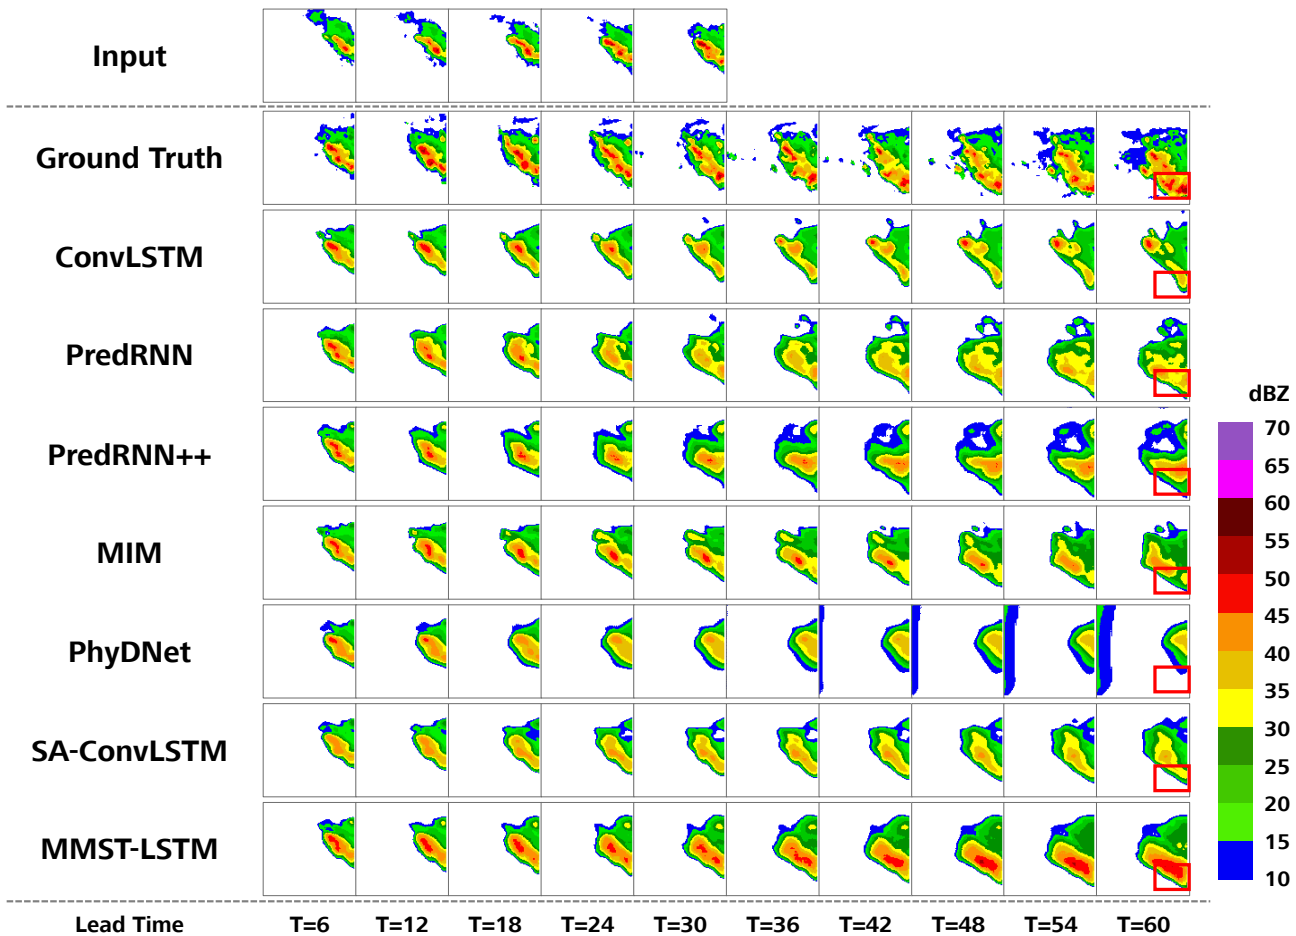 Input
Ground Truth
ConvLSTM
PredRNN
PredRNN++
MIM
PhyDNet
SA-ConvLSTM
MMST-LSTM
Lead Time T=6 T=12 T=18 T=24 T=30 T=36 T=42 T=48 T=54 T=60
dBZ
70
65
60
55
50
45
40
35
30
25
20
15
10